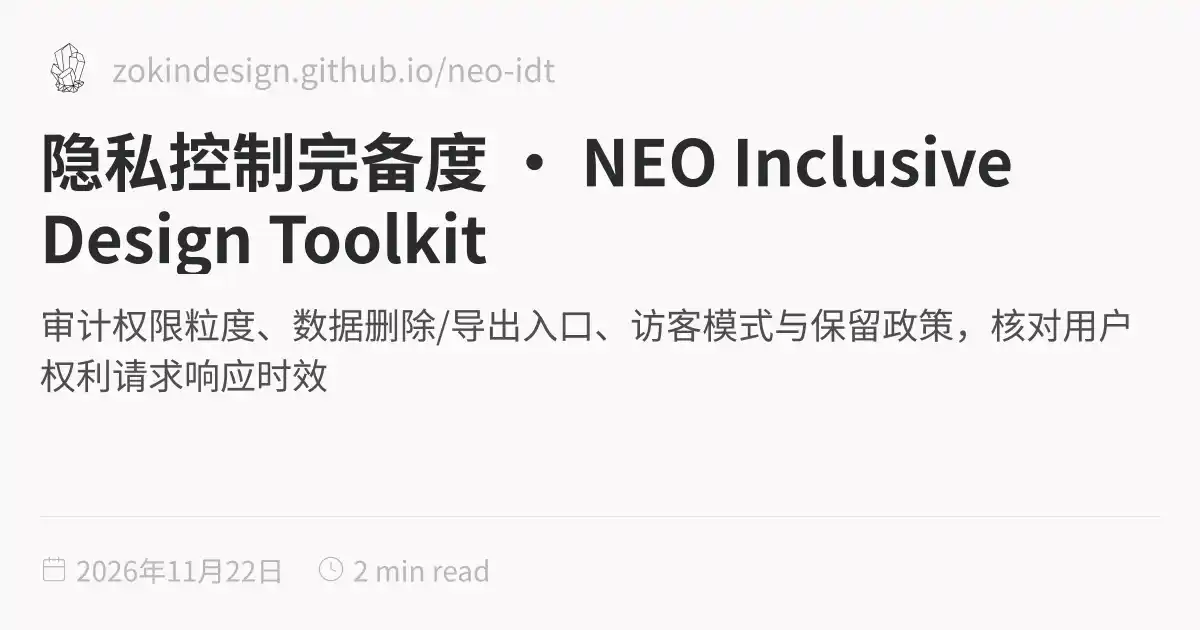 zokindesign.github.io/neo-idt
隐私控制完备度 · NEO Inclusive
Design Toolkit
审计权限粒度、数据删除/导出入口、访客模式与保留政策，核对用户
权利请求响应时效
2026年11月22日 2 min read